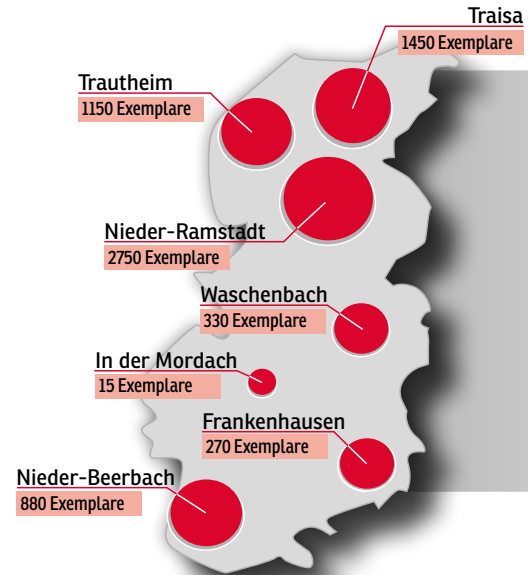 Traisa
1450 Exemplare
Trautheim
1150 Exemplare
Nieder-Ramstadt
2750 Exemplare
Waschenbach
330 Exemplare
In der Mordach
15 Exemplare
Frankenhausen
270 Exemplare
Nieder-Beerbach
880 Exemplare